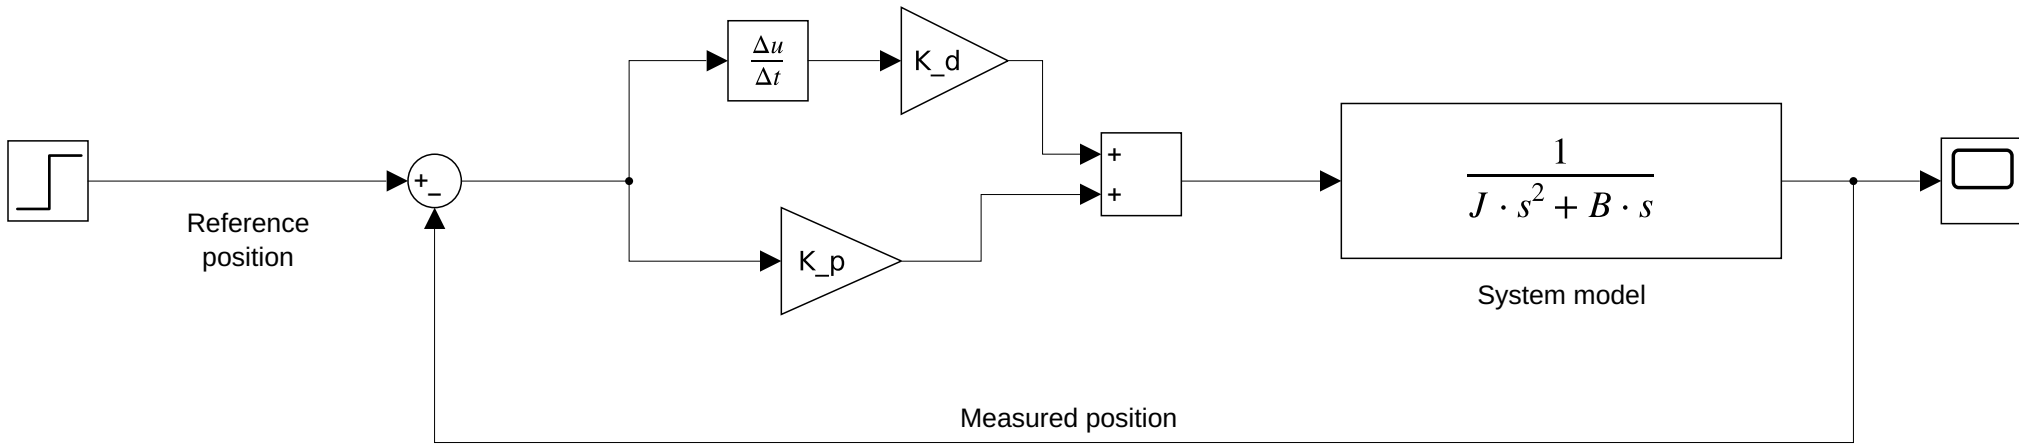 Δu
Δt
K_d
+
+
+−
Reference
position
K_p
1
J · s² + B · s
System model
Measured position